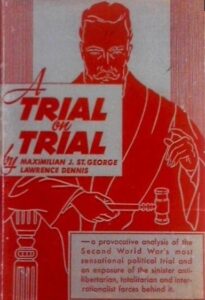 A
TRIAL
on
TRIAL
by
MAXIMILIAN J. ST. GEORGE
LAWRENCE DENNIS
—a provocative analysis of the
Second World War's most
sensational political trial and
an exposure of the sinister anti-
libertarian, totalitarian and inter-
nationalist forces behind it.